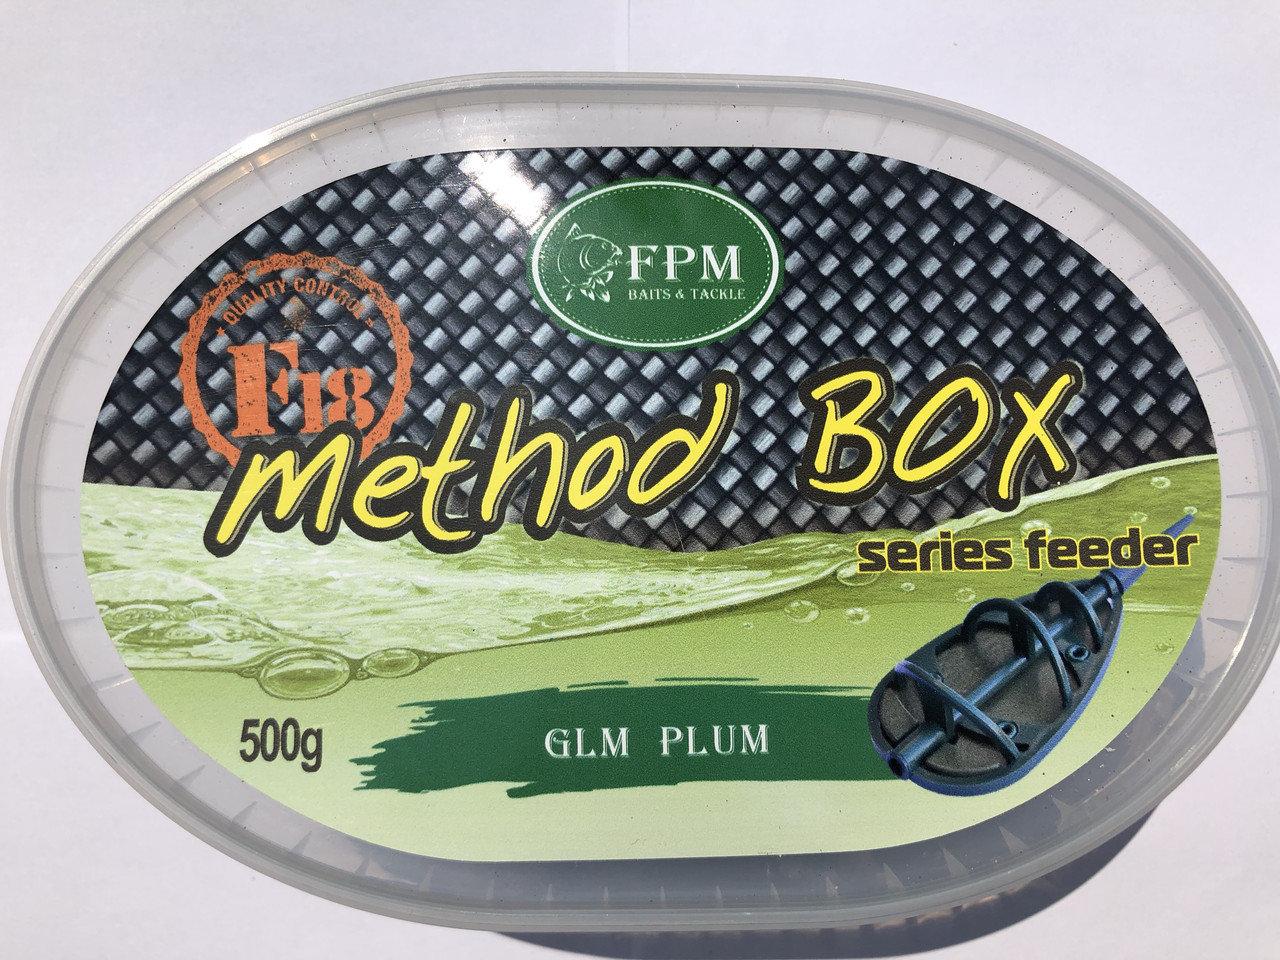 FPM
BAITS & TACKLE
QUALITY CONTROL
F18
Method BOX
series feeder
500g
GLM PLUM